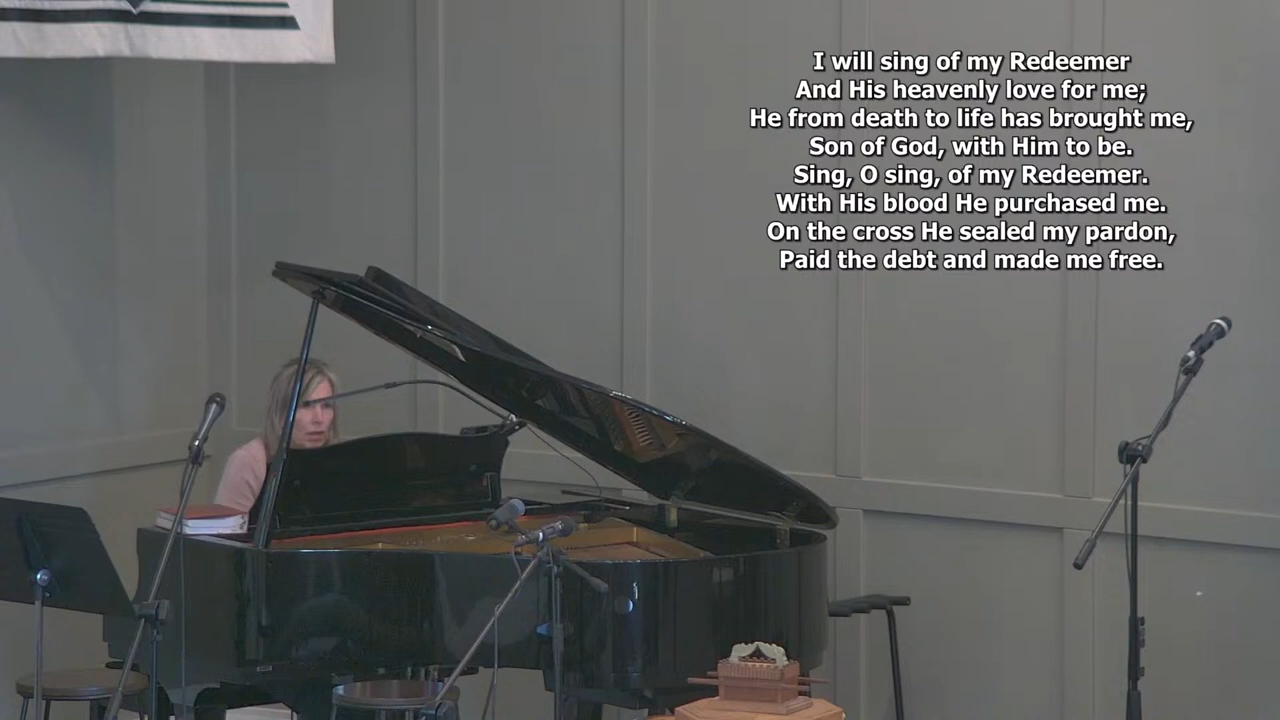 I will sing of my Redeemer
And His heavenly love for me;
He from death to life has brought me,
Son of God, with Him to be.
Sing, O sing, of my Redeemer.
With His blood He purchased me.
On the cross He sealed my pardon,
Paid the debt and made me free.